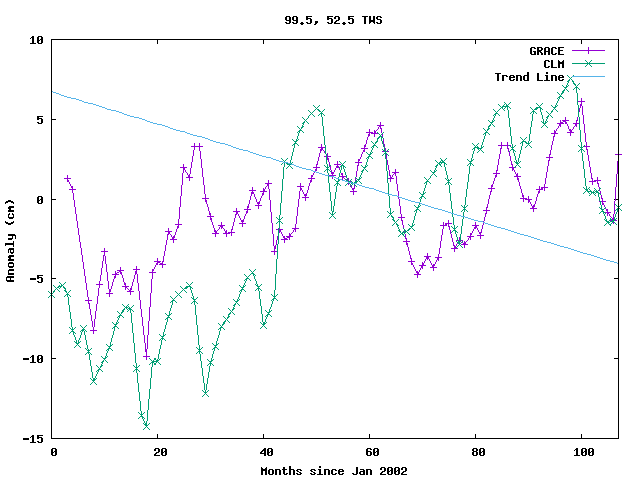 99.5, 52.5 TWS
GRACE
CLM
Trend Line
10
5
0
-5
-10
-15
Anomaly (cm)
0 20 40 60 80 100
Months since Jan 2002